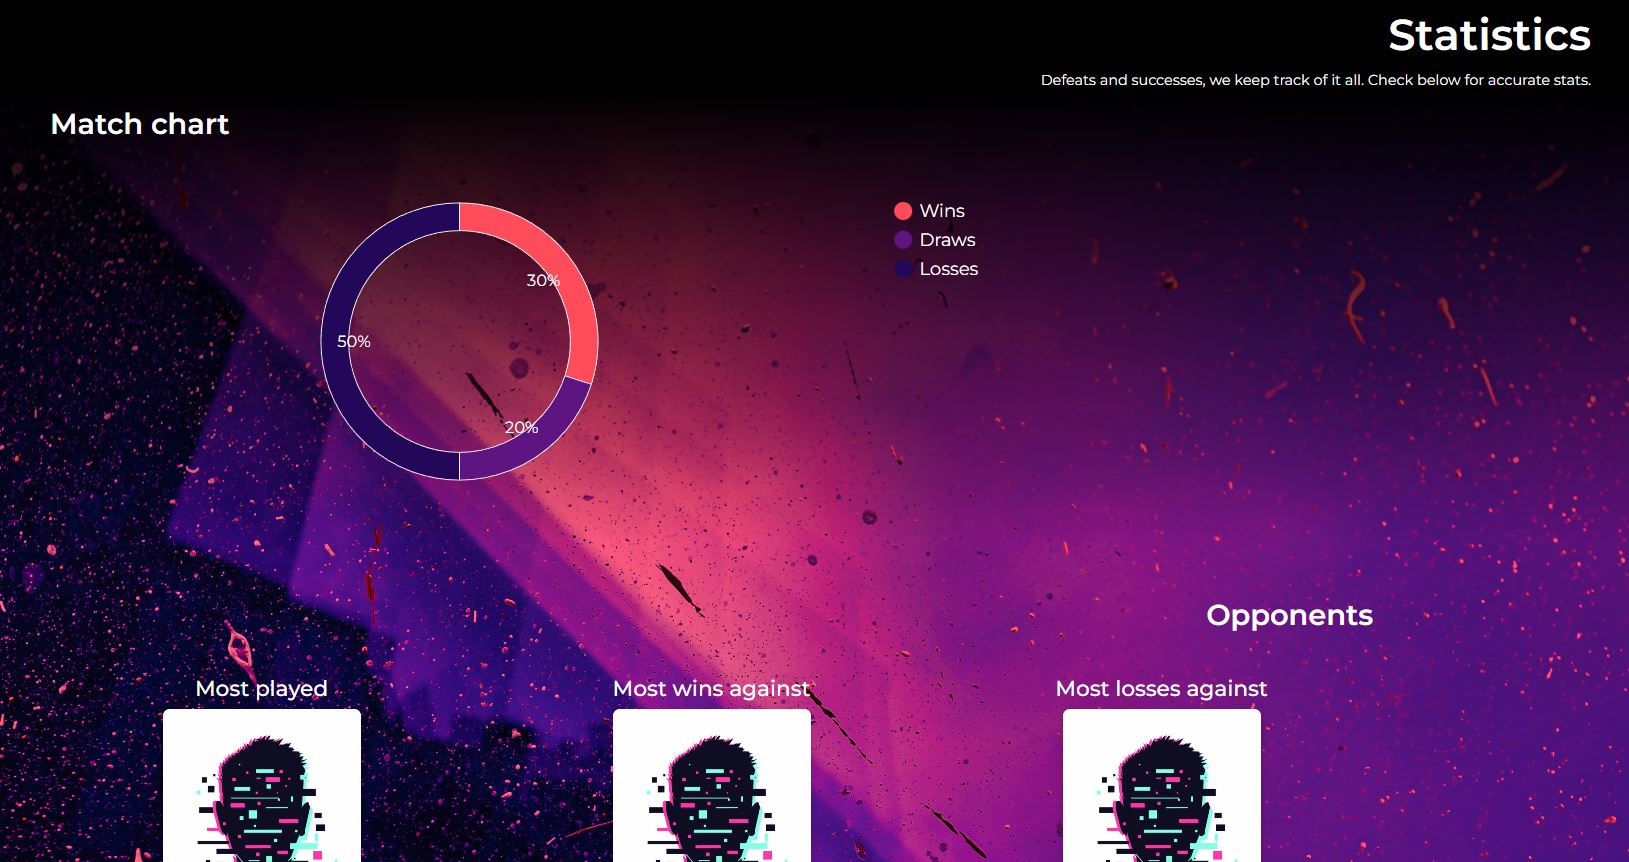 Statistics
Defeats and successes, we keep track of it all. Check below for accurate stats.
Match chart
Wins
Draws
Losses
30%
50%
20%
Opponents
Most played
Most wins against
Most losses against